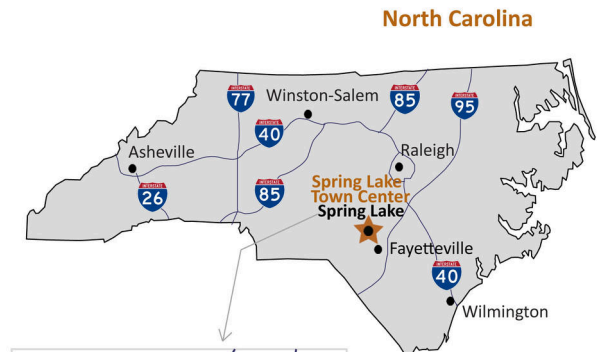 North Carolina
INTERSTATE
77
Winston-Salem
INTERSTATE
85
INTERSTATE
95
INTERSTATE
40
Asheville
Raleigh
INTERSTATE
26
INTERSTATE
85
Spring Lake
Town Center
Spring Lake
Fayetteville
INTERSTATE
40
Wilmington